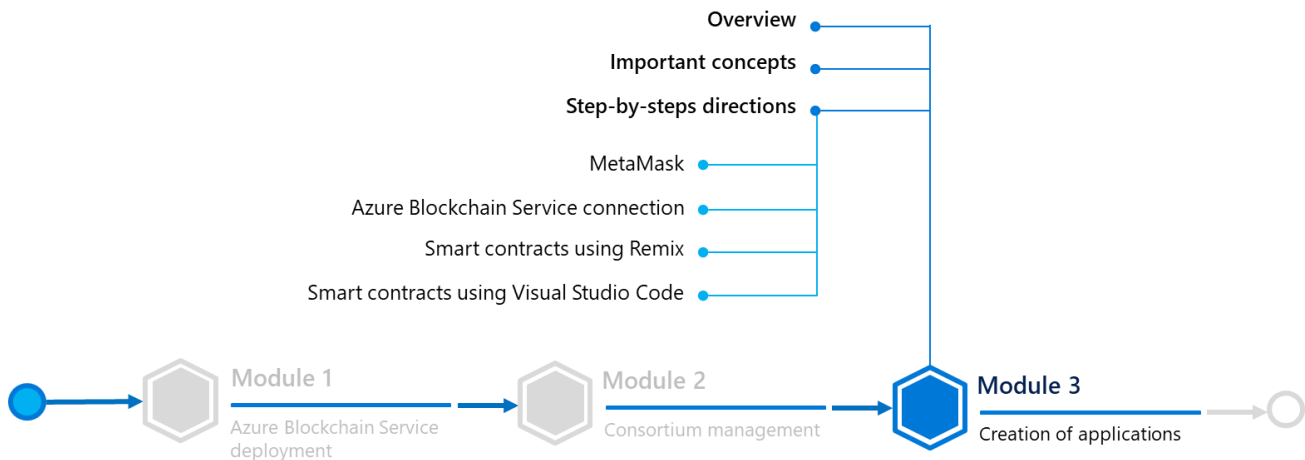 Overview
Important concepts
Step-by-steps directions
MetaMask
Azure Blockchain Service connection
Smart contracts using Remix
Smart contracts using Visual Studio Code
Module 1
Azure Blockchain Service
deployment
Module 2
Consortium management
Module 3
Creation of applications